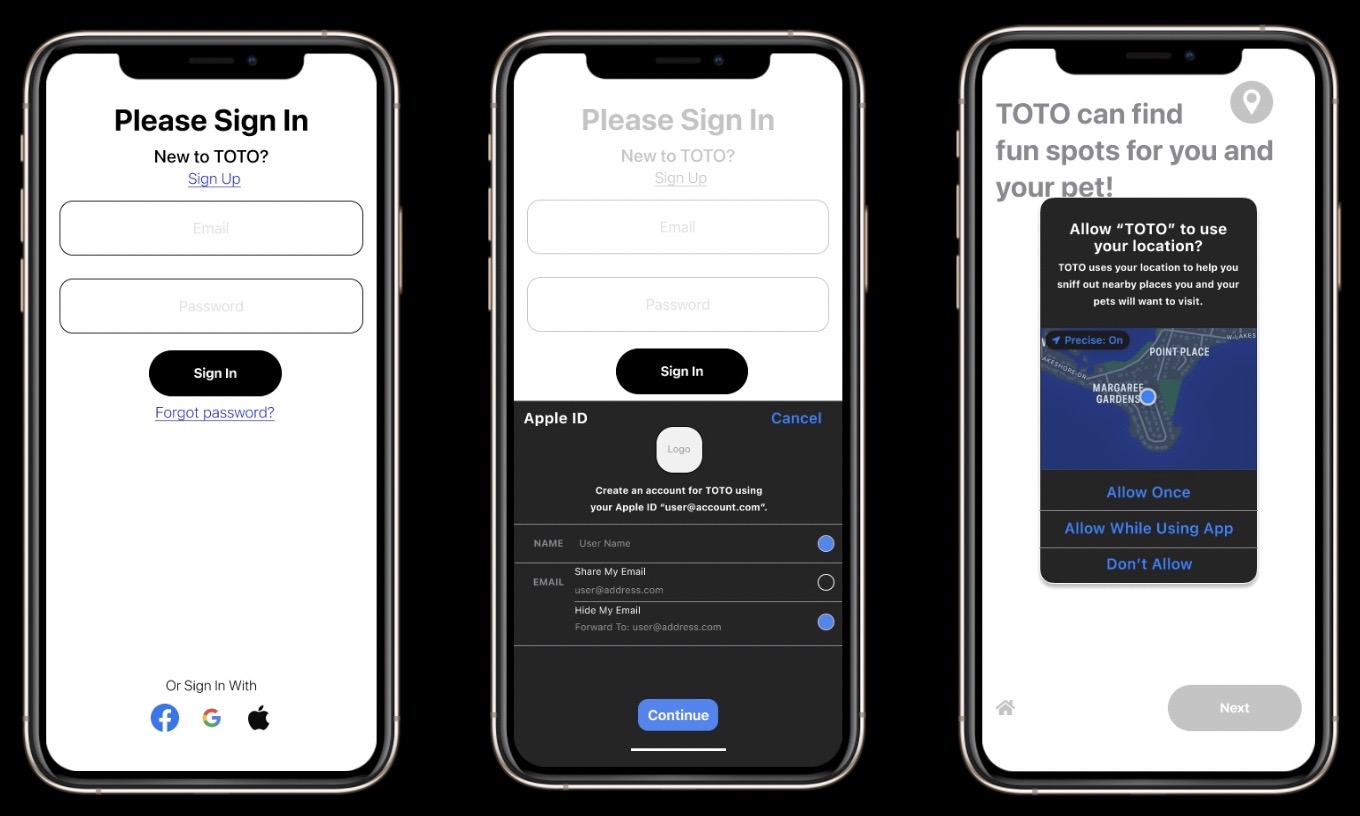 Please Sign In
New to TOTO?
Sign Up
Email
Password
Sign In
Forgot password?
Or Sign In With
Please Sign In
New to TOTO?
Sign Up
Email
Password
Sign In
Apple ID
Cancel
Logo
Create an account for TOTO using
your Apple ID “user@account.com”.
NAME User Name
EMAIL
Share My Email
user@address.com
Hide My Email
Forward To: user@address.com
Continue
TOTO can find
fun spots for you and
your pet!
Allow “TOTO” to use
your location?
TOTO uses your location to help you
sniff out nearby places you and your
pets will want to visit.
Precise: On
W LAKES
LAKESHORE DR
POINT PLACE
MARGAREE
GARDENS
Allow Once
Allow While Using App
Don’t Allow
Next